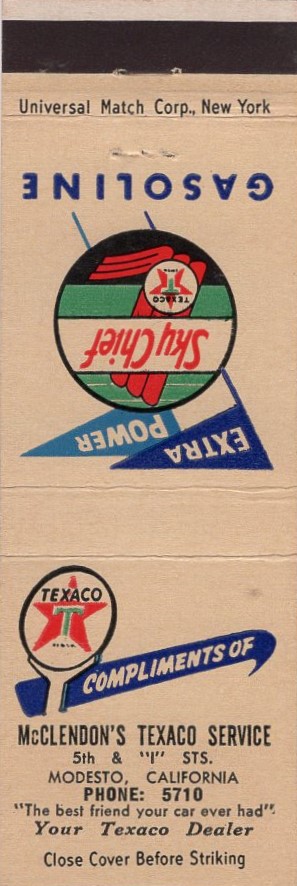 Universal Match Corp., New York
GASOLINE
TEXACO
T
Sky Chief
POWER
EXTRA
TEXACO
T
COMPLIMENTS OF
McCLENDON'S TEXACO SERVICE
5th & "I" STS.
MODESTO, CALIFORNIA
PHONE: 5710
"The best friend your car ever had".
Your Texaco Dealer
Close Cover Before Striking